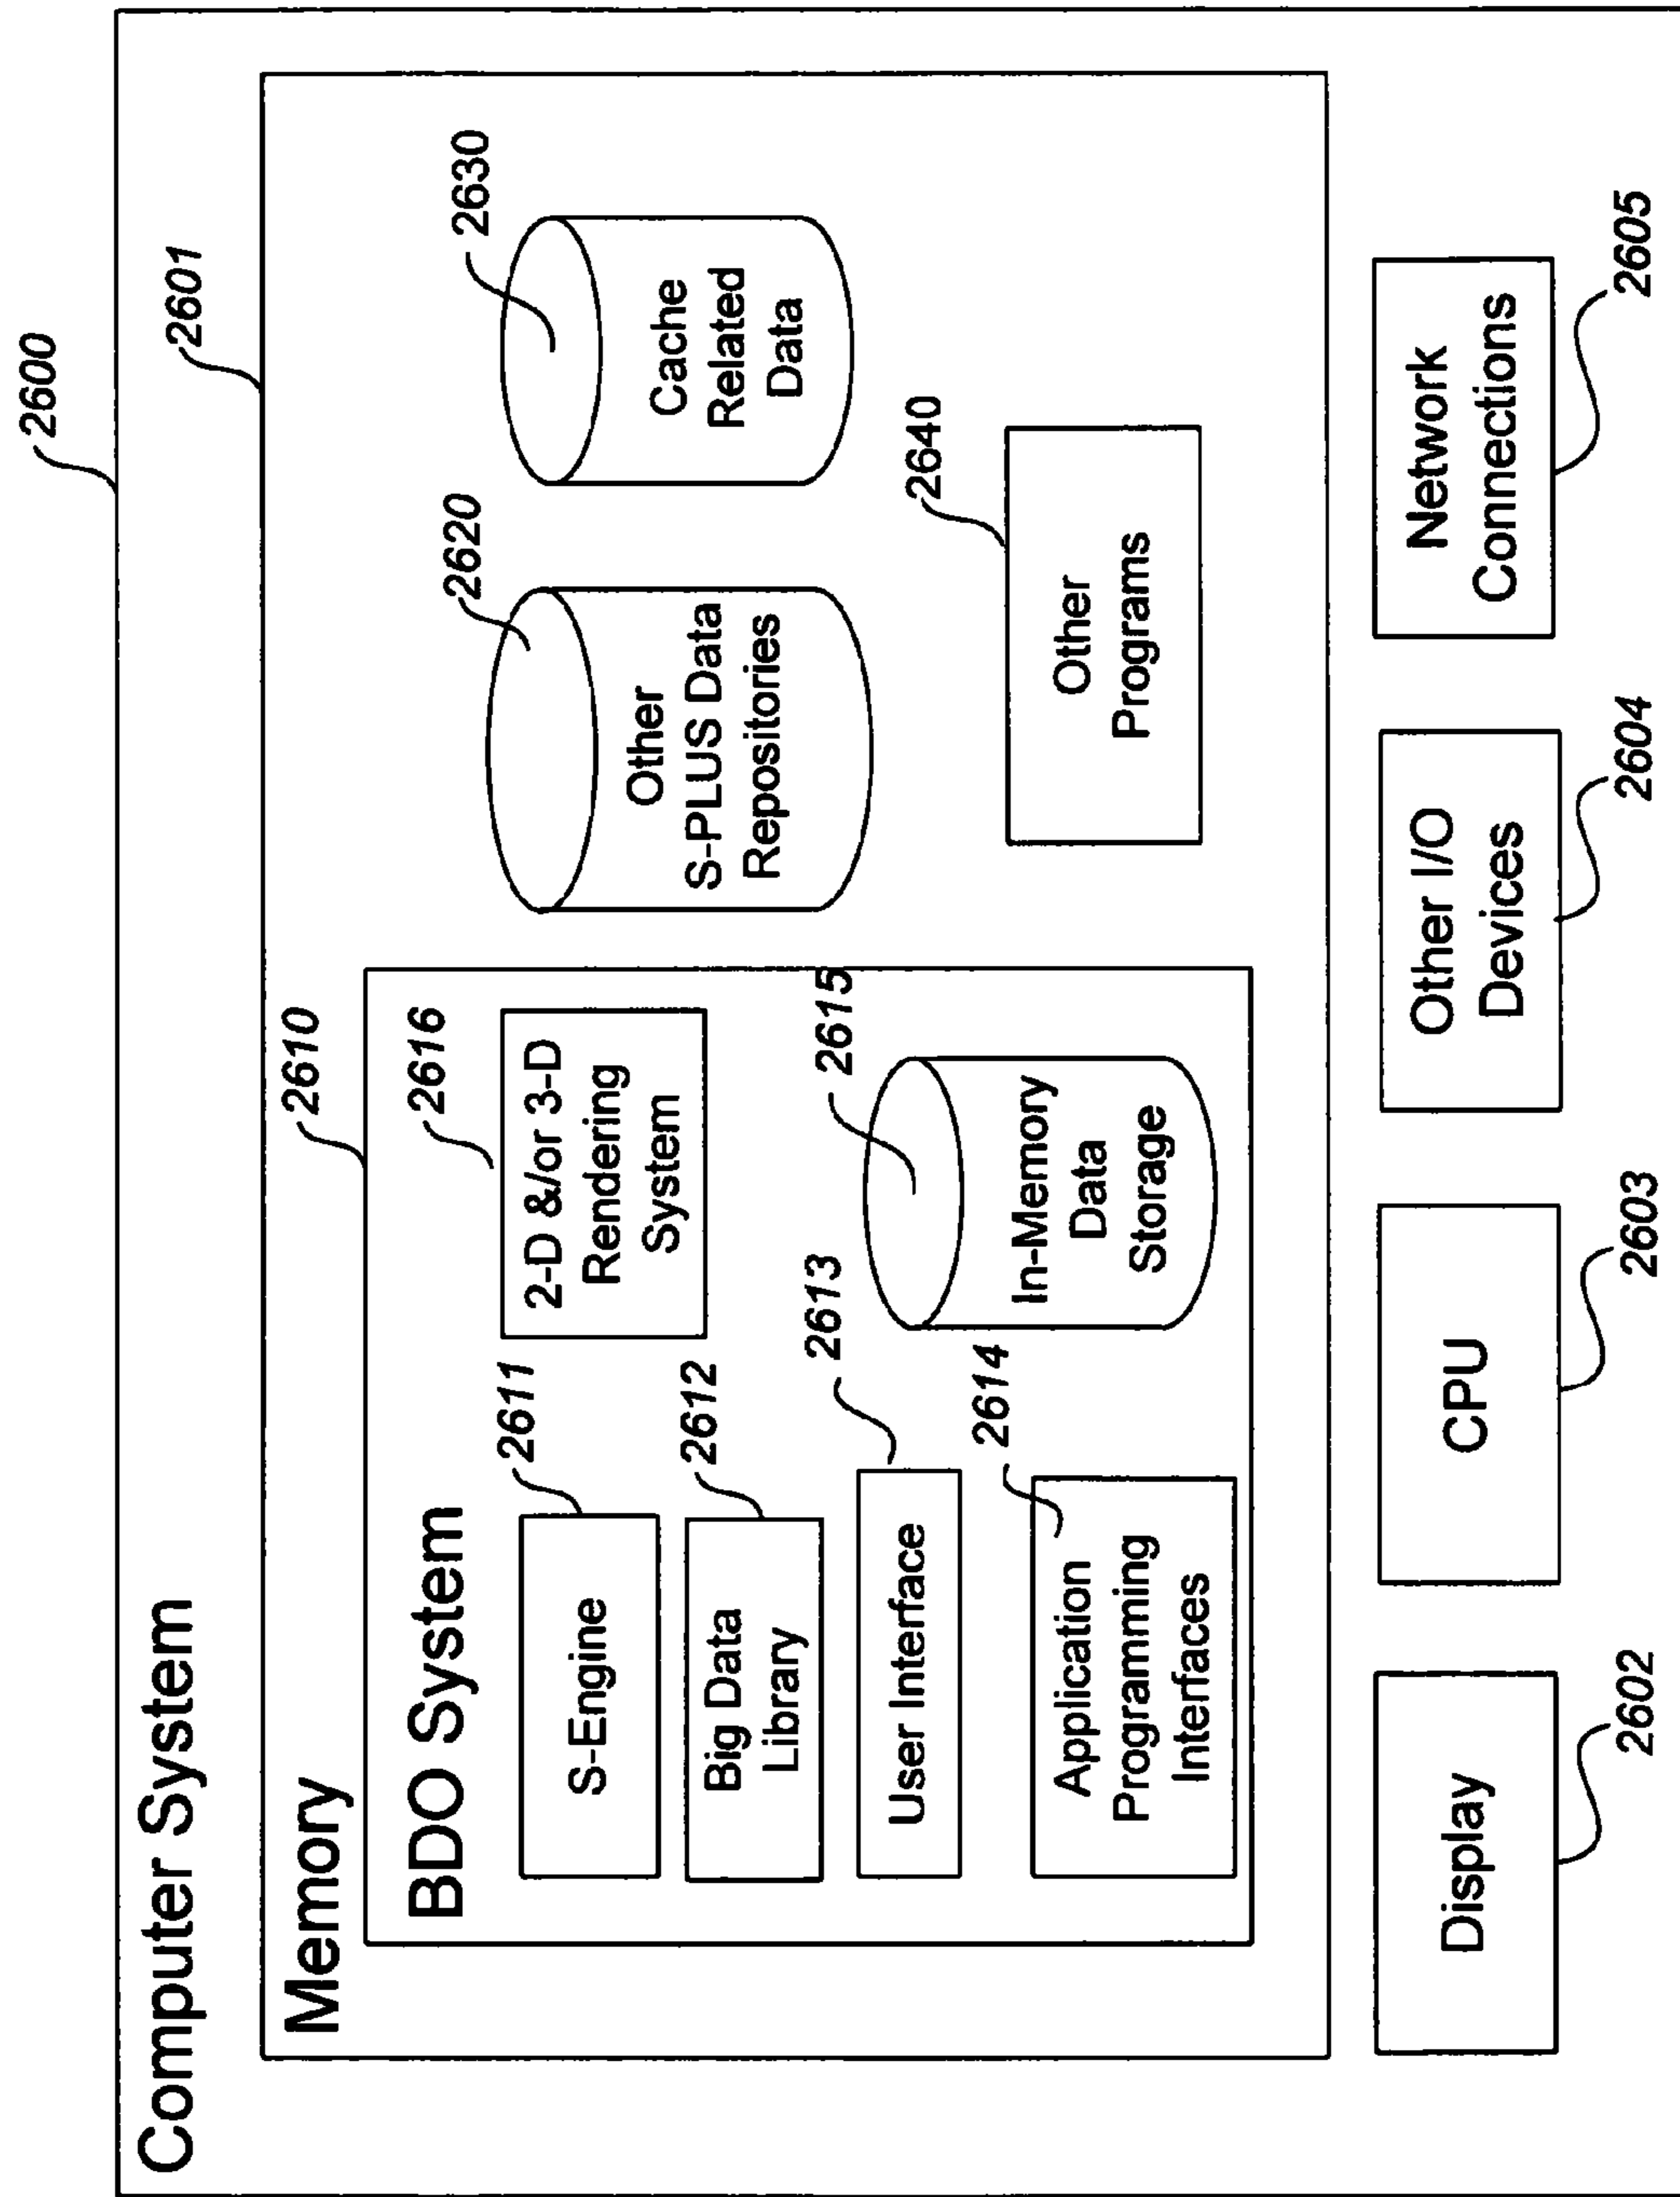 2600
Computer System
2601
Memory
2610
BDO System
2616
2611
S-Engine
2-D &/or 3-D
Rendering
System
2612
Big Data
Library
2613
User Interface
2615
In-Memory
Data
Storage
2614
Application
Programming
Interfaces
2620
Other
S-PLUS Data
Repositories
2630
Cache
Related
Data
2640
Other
Programs
Display
2602
CPU
2603
Other I/O
Devices
2604
Network
Connections
2605